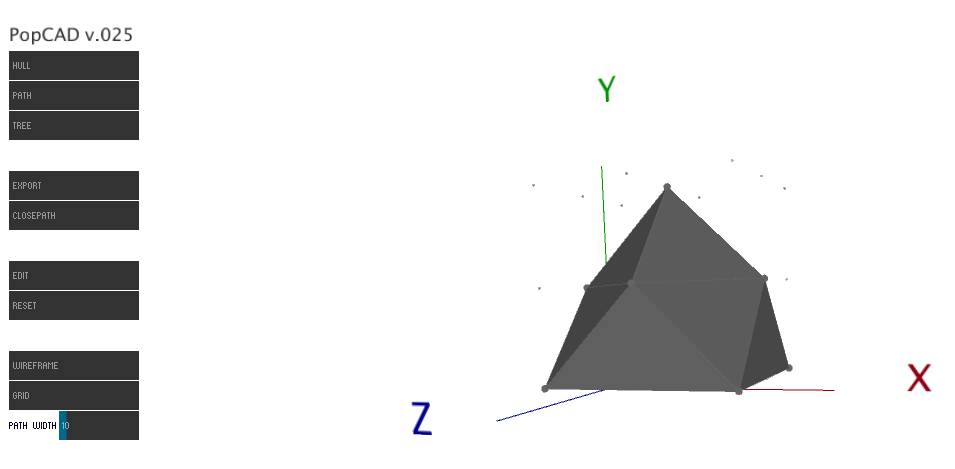 PopCAD v.025
HULL
PATH
TREE
EXPORT
CLOSEPATH
EDIT
RESET
WIREFRAME
GRID
PATH WIDTH 10
Y
X
Z